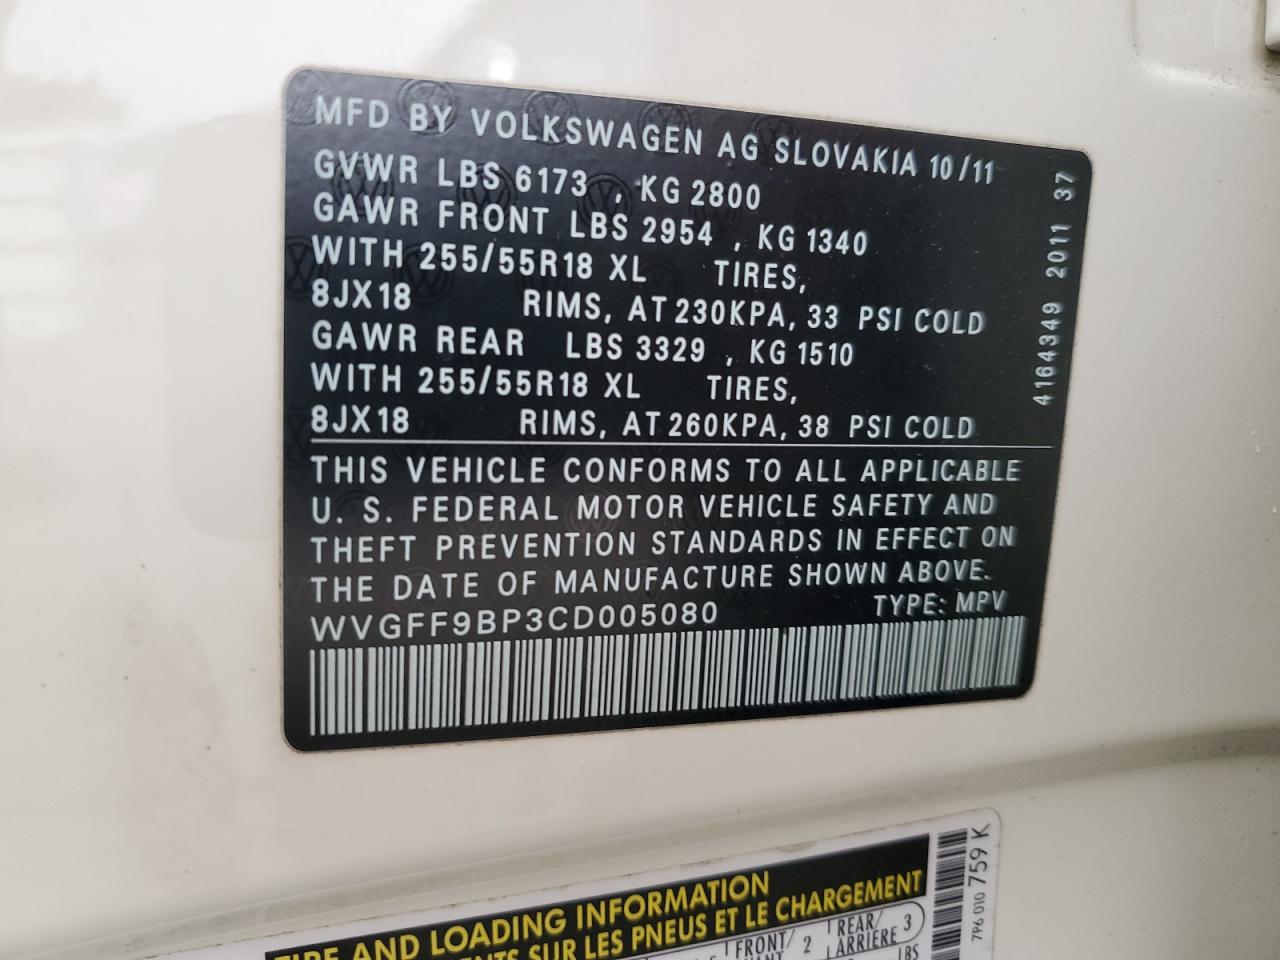 MFD BY VOLKSWAGEN AG SLOVAKIA 10/11
GVWR LBS 6173 , KG 2800
GAWR FRONT LBS 2954 , KG 1340
WITH 255/55R18 XL TIRES,
8JX18 RIMS, AT 230KPA, 33 PSI COLD
GAWR REAR LBS 3329 , KG 1510
WITH 255/55R18 XL TIRES,
8JX18 RIMS, AT 260KPA, 38 PSI COLD
THIS VEHICLE CONFORMS TO ALL APPLICABLE
U. S. FEDERAL MOTOR VEHICLE SAFETY AND
THEFT PREVENTION STANDARDS IN EFFECT ON
THE DATE OF MANUFACTURE SHOWN ABOVE.
WVGFF9BP3CD005080 TYPE: MPV
4164349 2011 37
TIRE AND LOADING INFORMATION
SUR LES PNEUS ET LE CHARGEMENT
FRONT/ 2 REAR/ 3
ARRIÈRE
LBS
7P6 010 759 K